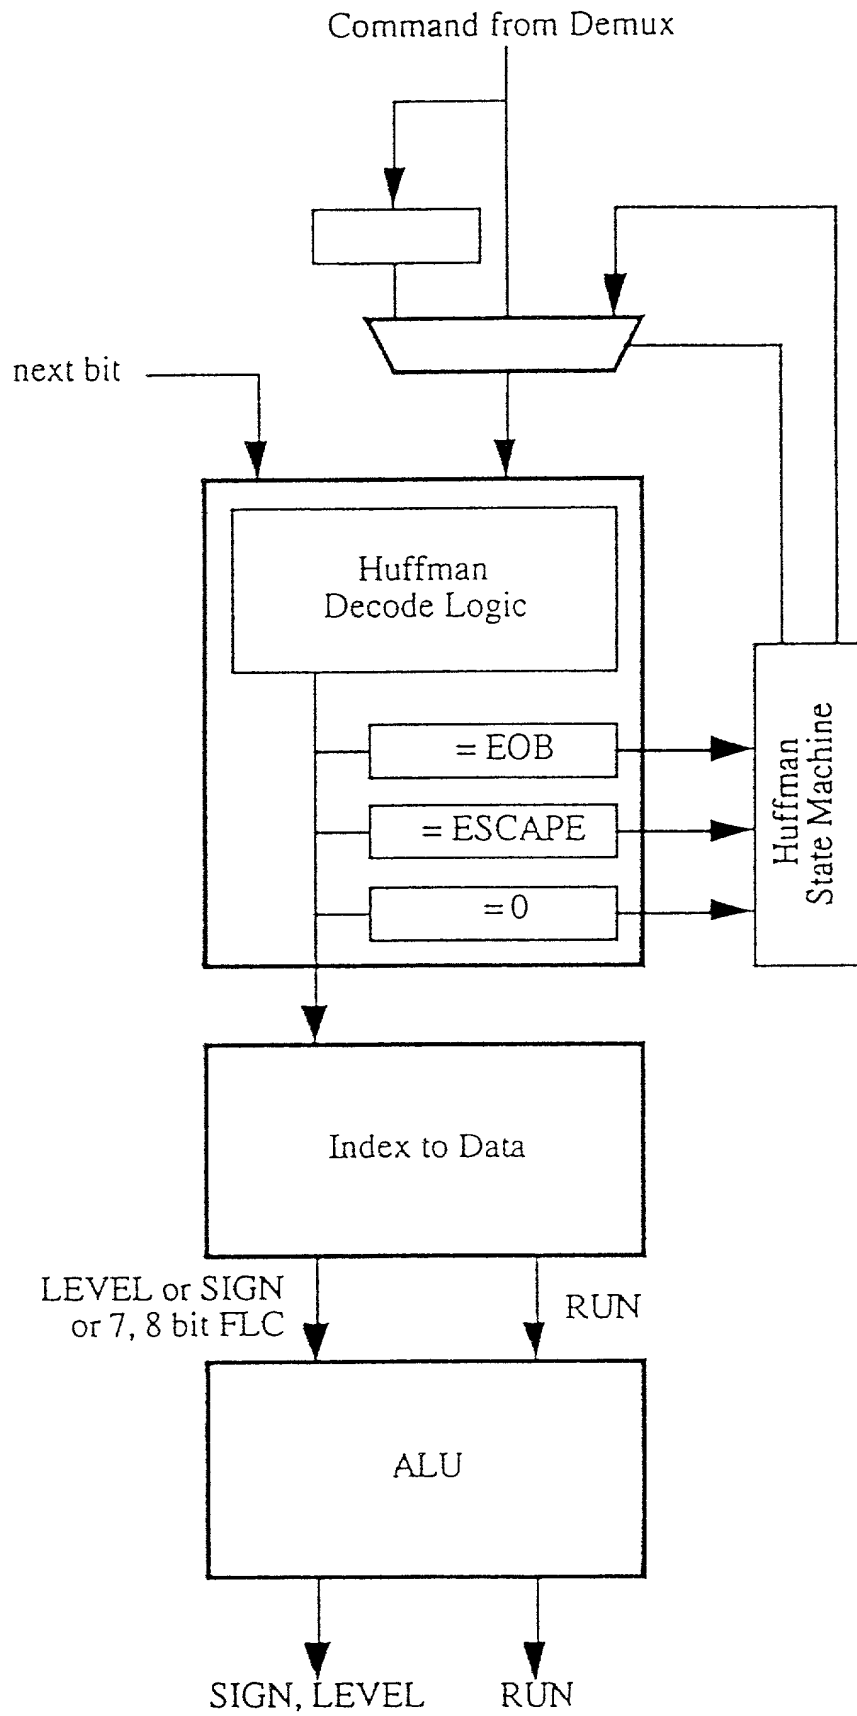 Command from Demux
next bit
Huffman
Decode Logic
= EOB
= ESCAPE
= 0
Huffman
State Machine
Index to Data
LEVEL or SIGN
or 7, 8 bit FLC
RUN
ALU
SIGN, LEVEL
RUN